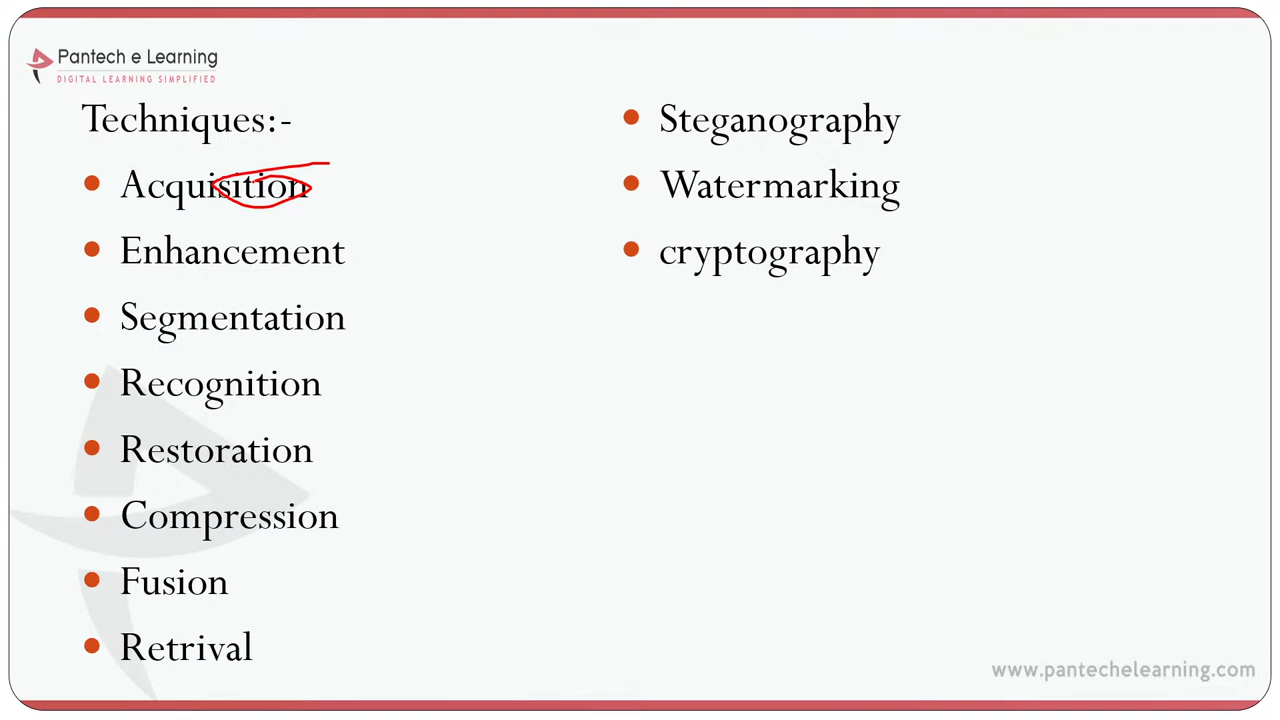 Pantech e Learning
DIGITAL LEARNING SIMPLIFIED
Techniques:-
Acquisition
Enhancement
Segmentation
Recognition
Restoration
Compression
Fusion
Retrival
Steganography
Watermarking
cryptography
www.pantechelearning.com